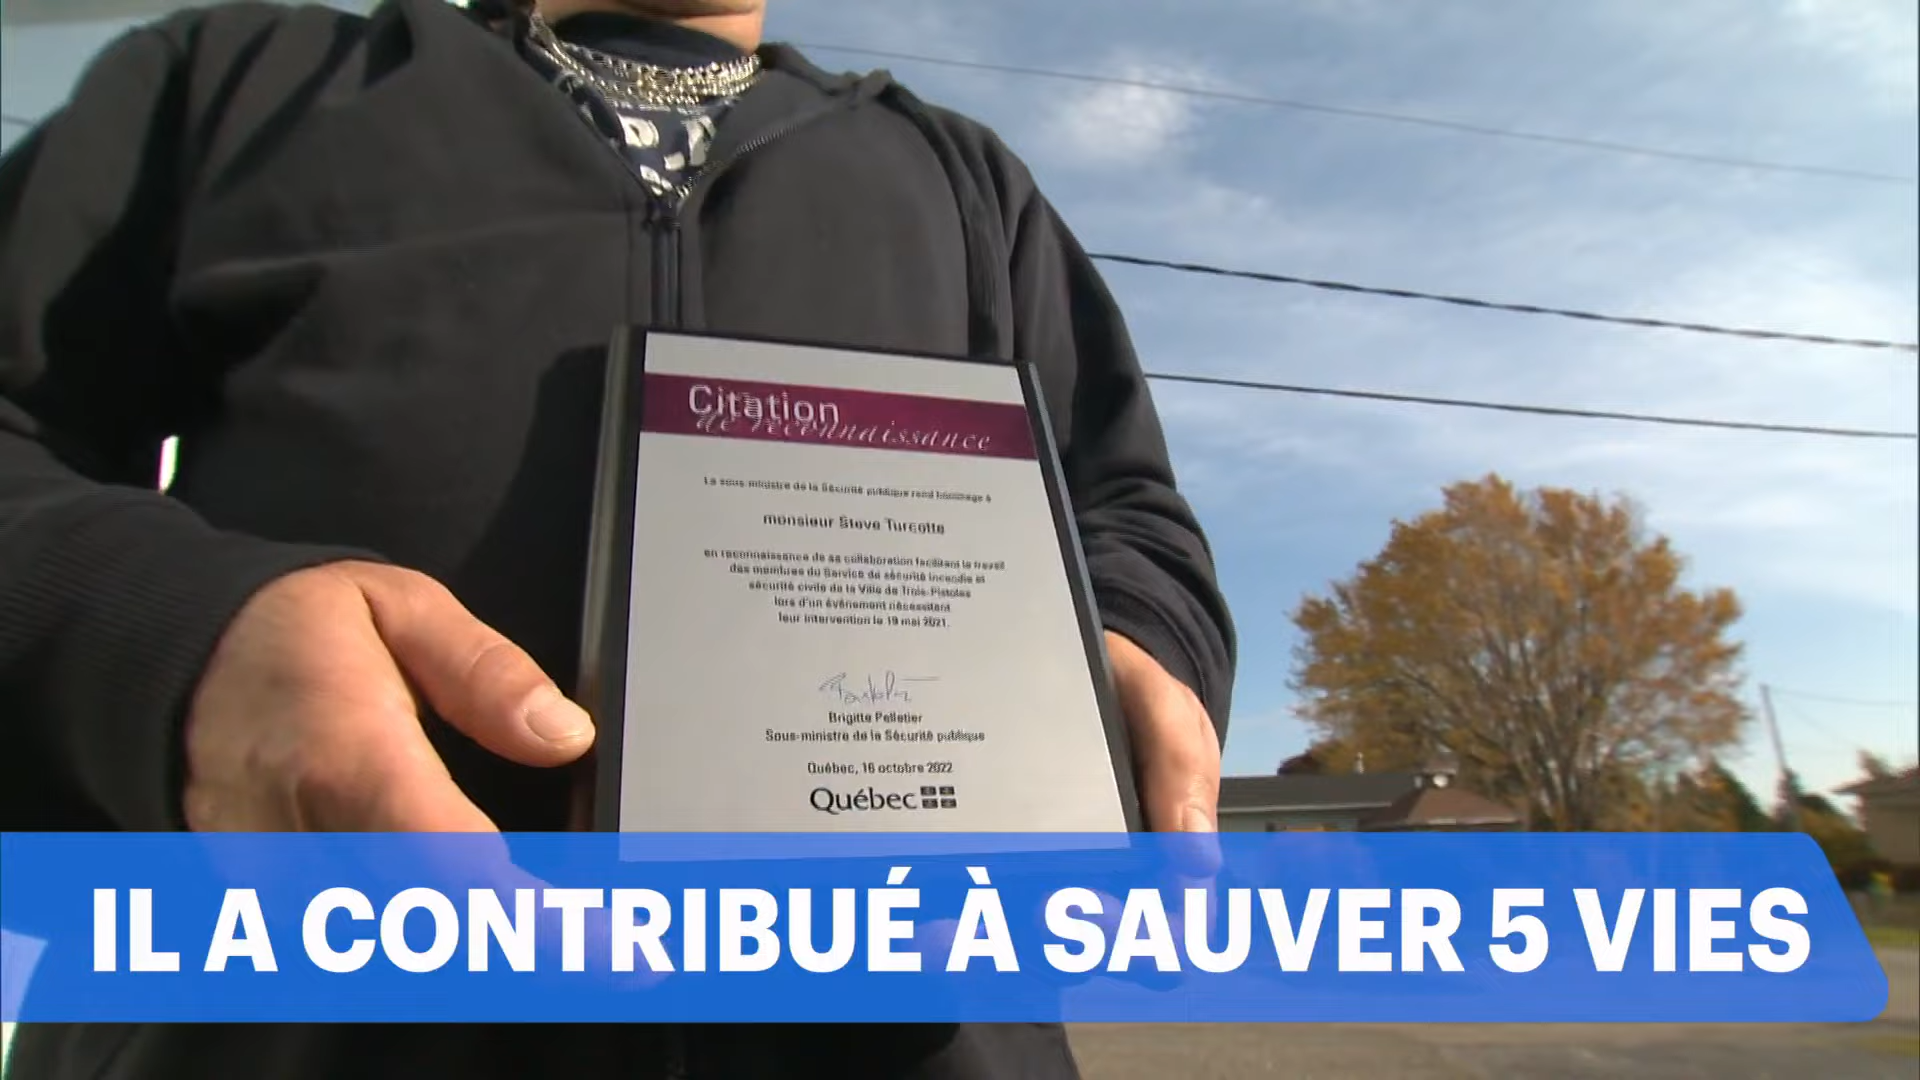 Citation
de reconnaissance
La sous-ministre de la Sécurité publique rend hommage à
monsieur Steve Turcotte
en reconnaissance de sa collaboration facilitant le travail
des membres du Service de sécurité incendie et
sécurité civile de la Ville de Trois-Pistoles
lors d'un événement nécessitant
leur intervention le 19 mai 2021.
Brigitte Pelletier
Sous-ministre de la Sécurité publique
Québec, 16 octobre 2022
Québec
IL A CONTRIBUÉ À SAUVER 5 VIES